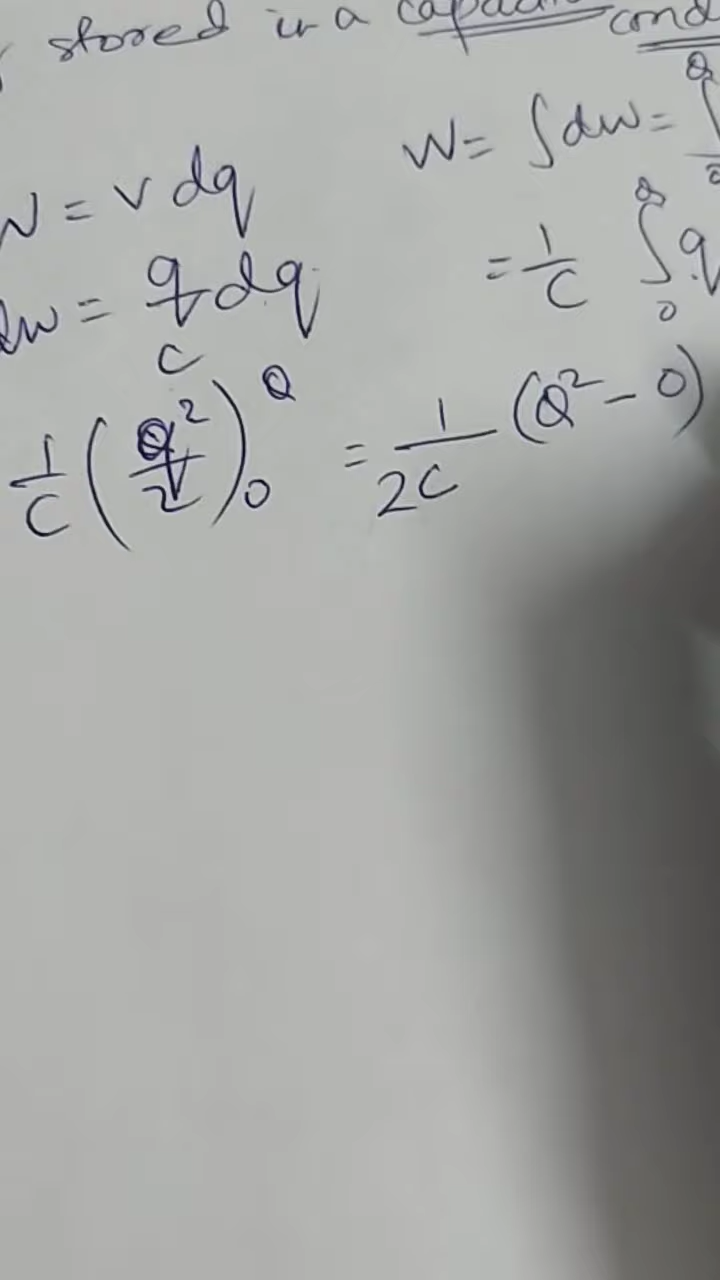 stored in a
W = ∫dw = ∫
= v dq
= 1/C ∫₀^Q q
dw = q/C dq
1/C (q²/2)₀^Q = 1/2C (Q² - 0)